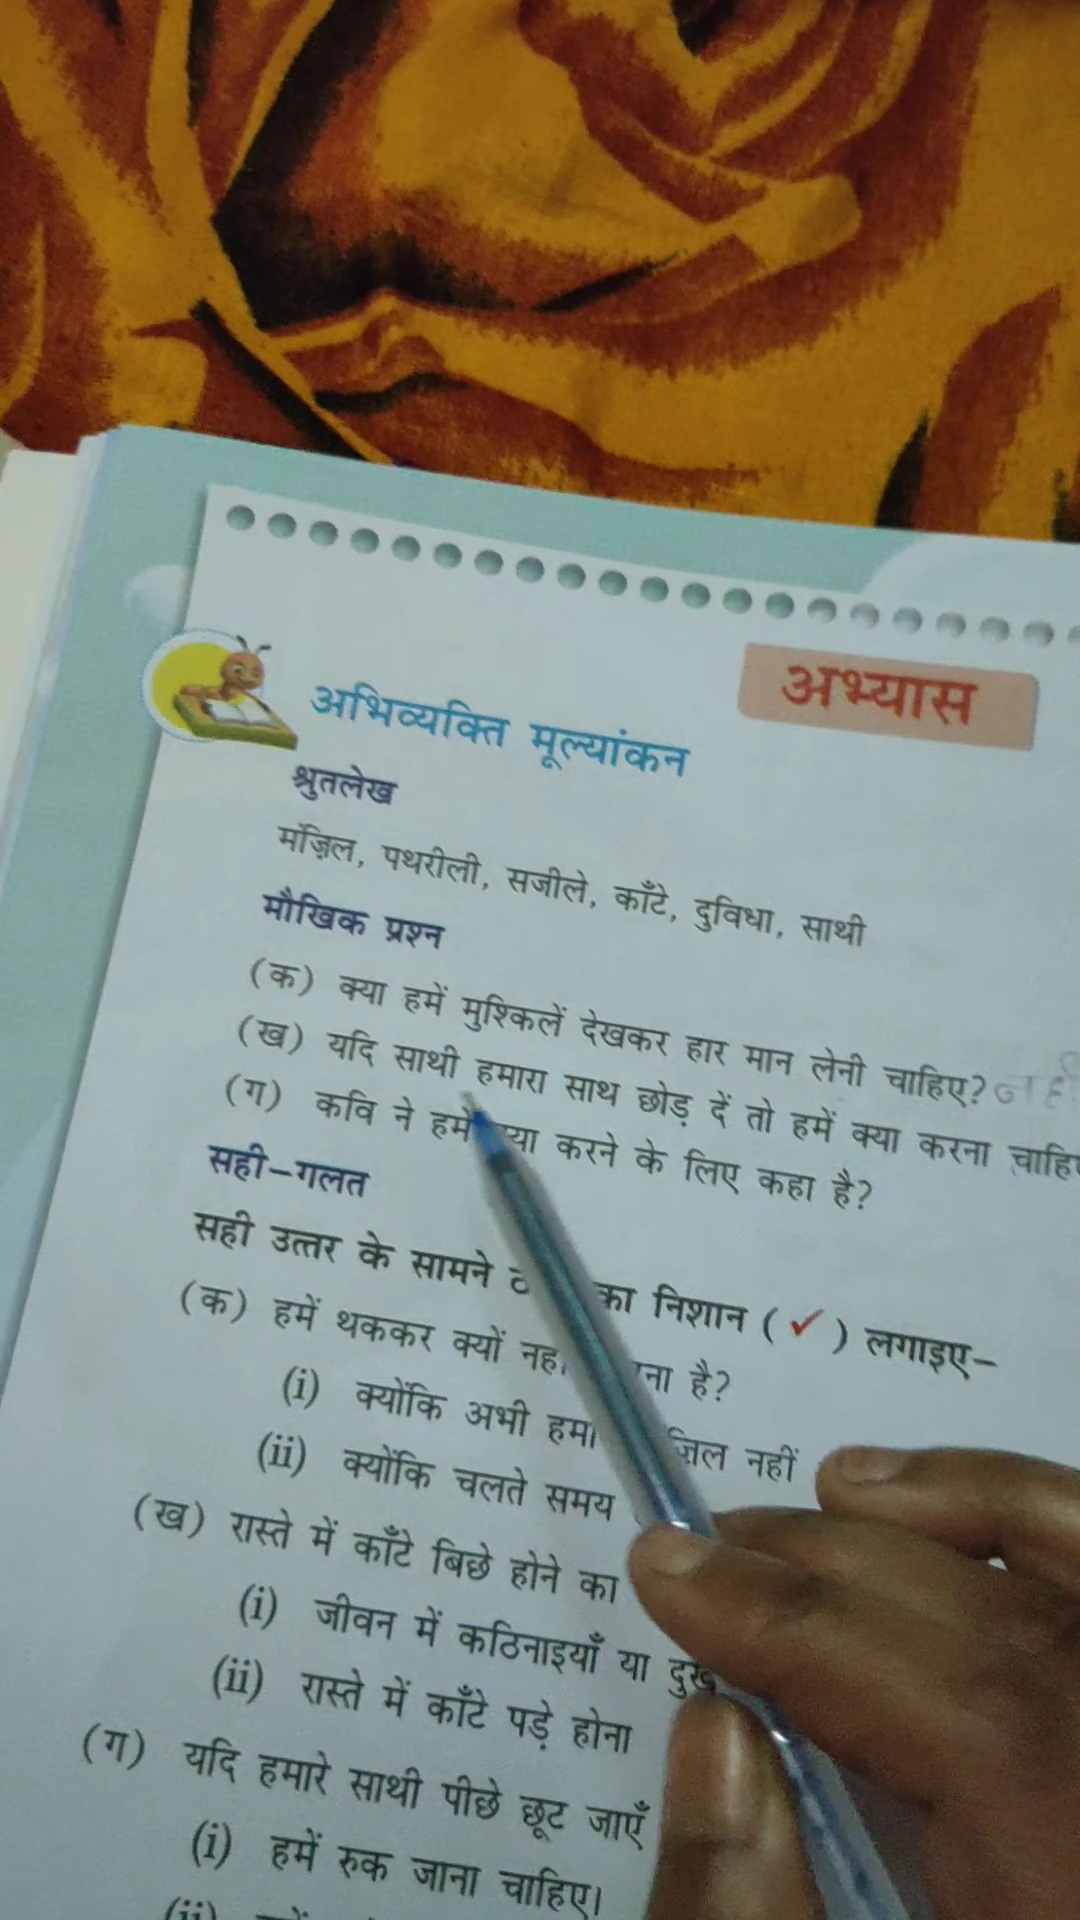 अभ्यास
अभिव्यक्ति मूल्यांकन
श्रुतलेख
मंज़िल, पथरीली, सजीले, काँटे, दुविधा, साथी
मौखिक प्रश्न
(क) क्या हमें मुश्किलें देखकर हार मान लेनी चाहिए?
(ख) यदि साथी हमारा साथ छोड़ दें तो हमें क्या करना
(ग) कवि ने हमें करने के लिए कहा है?
सही-गलत
सही उत्तर के सामने का निशान (✓) लगाइए-
(क) हमें थककर क्यों है?
(i) क्योंकि अभी नहीं
(ii) क्योंकि चलते समय
(ख) रास्ते में काँटे बिछे होने का
(i) जीवन में कठिनाइयाँ या दुख
(ii) रास्ते में काँटे पड़े होना
(ग) यदि हमारे साथी पीछे छूट जाएँ
(i) हमें रुक जाना चाहिए।